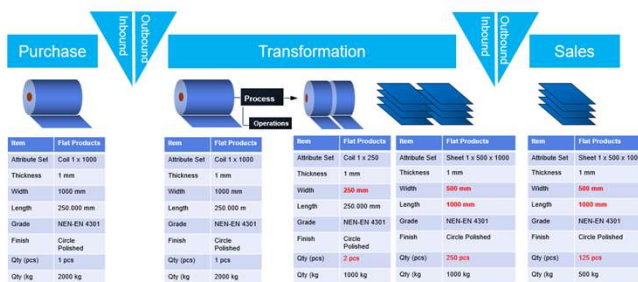 Purchase
Inbound
Outbound
Transformation
Inbound
Outbound
Sales
Process
Operations
Item Flat Products
Attribute Set Coil 1 x 1000
Thickness 1 mm
Width 1000 mm
Length 250.000 mm
Grade NEN-EN 4301
Finish Circle
Polished
Qty (pcs) 1 pcs
Qty (kg 2000 kg
Item Flat Products
Attribute Set Coil 1 x 1000
Thickness 1 mm
Width 1000 mm
Length 250.000 m
Grade NEN-EN 4301
Finish Circle
Polished
Qty (pcs) 1 pcs
Qty (kg 2000 kg
Item Flat Products
Attribute Set Coil 1 x 250
Thickness 1 mm
Width 250 mm
Length 250.000 mm
Grade NEN-EN 4301
Finish Circle
Polished
Qty (pcs) 2 pcs
Qty (kg 1000 kg
Item Flat Products
Attribute Set Sheet 1 x 500 x 1000
Thickness 1 mm
Width 500 mm
Length 1000 mm
Grade NEN-EN 4301
Finish Circle Polished
Qty (pcs) 250 pcs
Qty (kg 1000 kg
Item Flat Products
Attribute Set Sheet 1 x 500 x 1000
Thickness 1 mm
Width 500 mm
Length 1000 mm
Grade NEN-EN 4301
Finish Circle Polished
Qty (pcs) 125 pcs
Qty (kg 500 kg